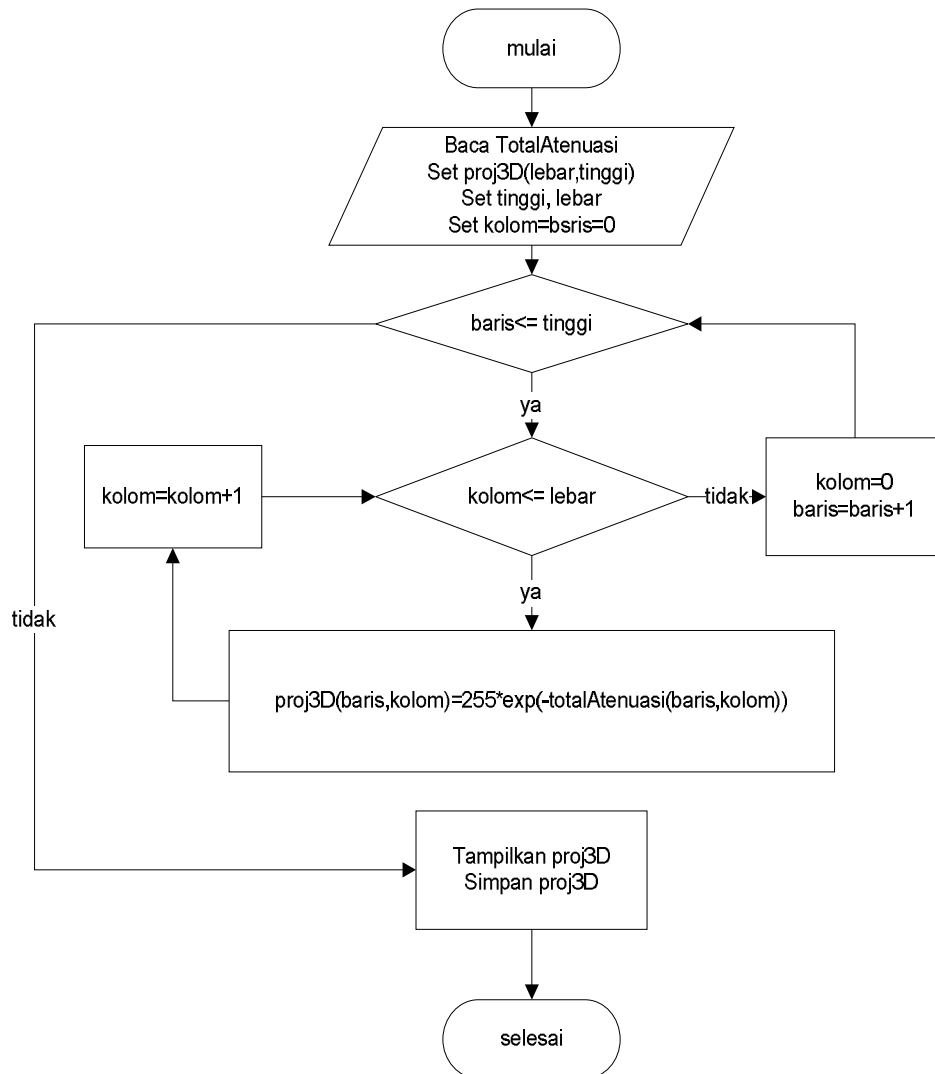 mulai
Baca TotalAtenuasi
Set proj3D(lebar,tinggi)
Set tinggi, lebar
Set kolom=bsris=0
baris<= tinggi
ya
kolom=kolom+1
kolom<= lebar
tidak
kolom=0
baris=baris+1
ya
tidak
proj3D(baris,kolom)=255*exp(-totalAtenuasi(baris,kolom))
Tampilkan proj3D
Simpan proj3D
selesai